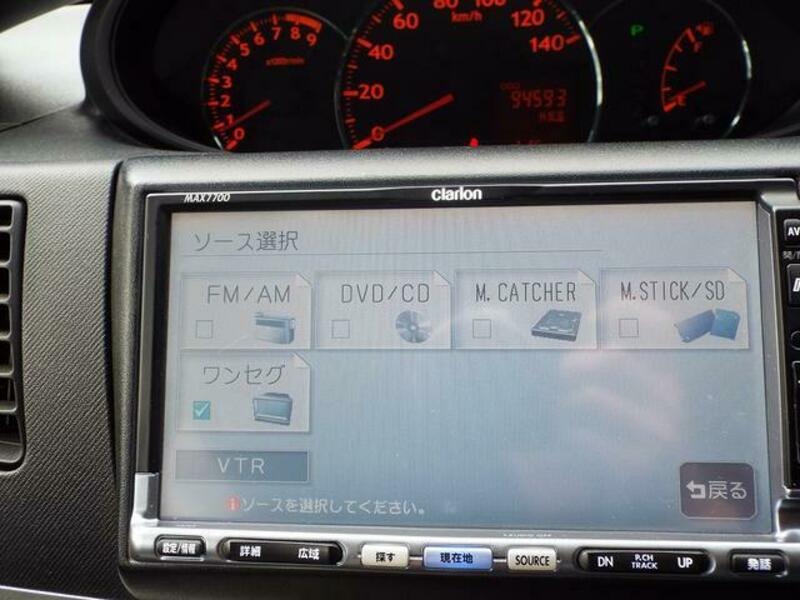 0 1 2 3 4 5 6 7 8 9
x1000r/min
0 20 40 60 80 100 120 140
km/h
ODO
94593
P
F
E
MAX7700
clarion
ソース選択
FM/AM
DVD/CD
M.CATCHER
M.STICK/SD
ワンセグ
VTR
戻る
ソースを選択してください。
AV
設定/情報
詳細
広域
探す
現在地
SOURCE
DN
P.CH
TRACK
UP
発話